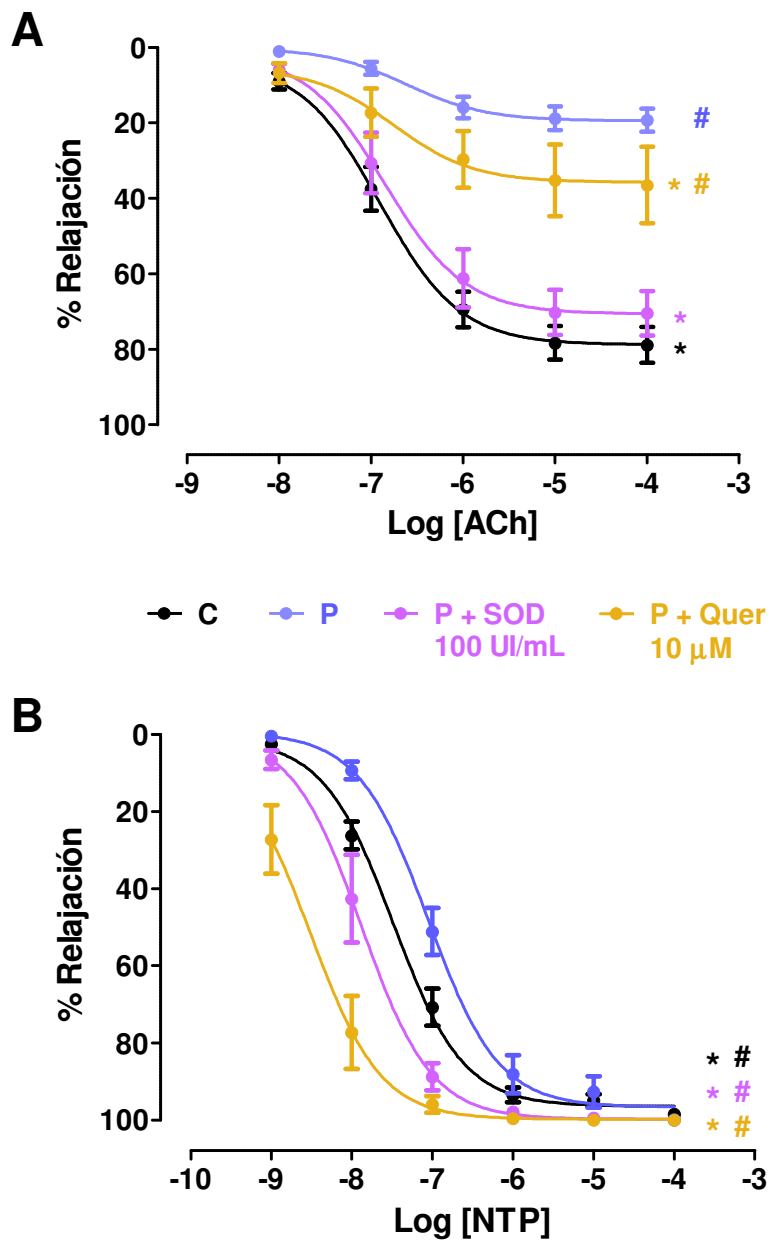 A
0
20
40
60
80
100
% Relajación
#
* #
*
*
-9 -8 -7 -6 -5 -4 -3
Log [ACh]
C P P + SOD P + Quer
100 UI/mL 10 µM
B
0
20
40
60
80
100
% Relajación
* #
* #
* #
-10 -9 -8 -7 -6 -5 -4 -3
Log [NTP]